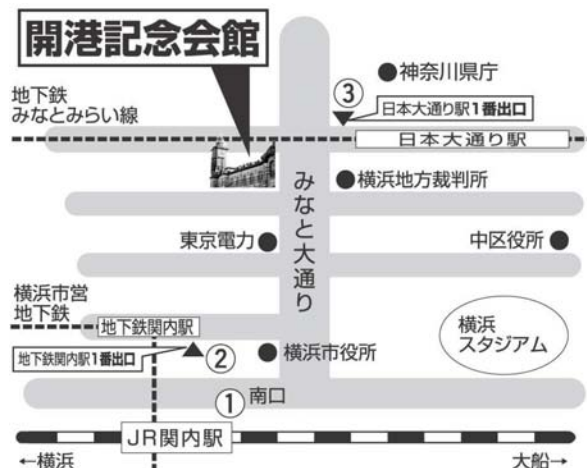 開港記念会館
神奈川県庁
③
地下鉄
みなとみらい線
日本大通り駅1番出口
日本大通り駅
みなと大通り
横浜地方裁判所
東京電力
中区役所
横浜市営
地下鉄
地下鉄関内駅
地下鉄関内駅1番出口
②
横浜市役所
横浜
スタジアム
①
南口
JR関内駅
←横浜
大船→